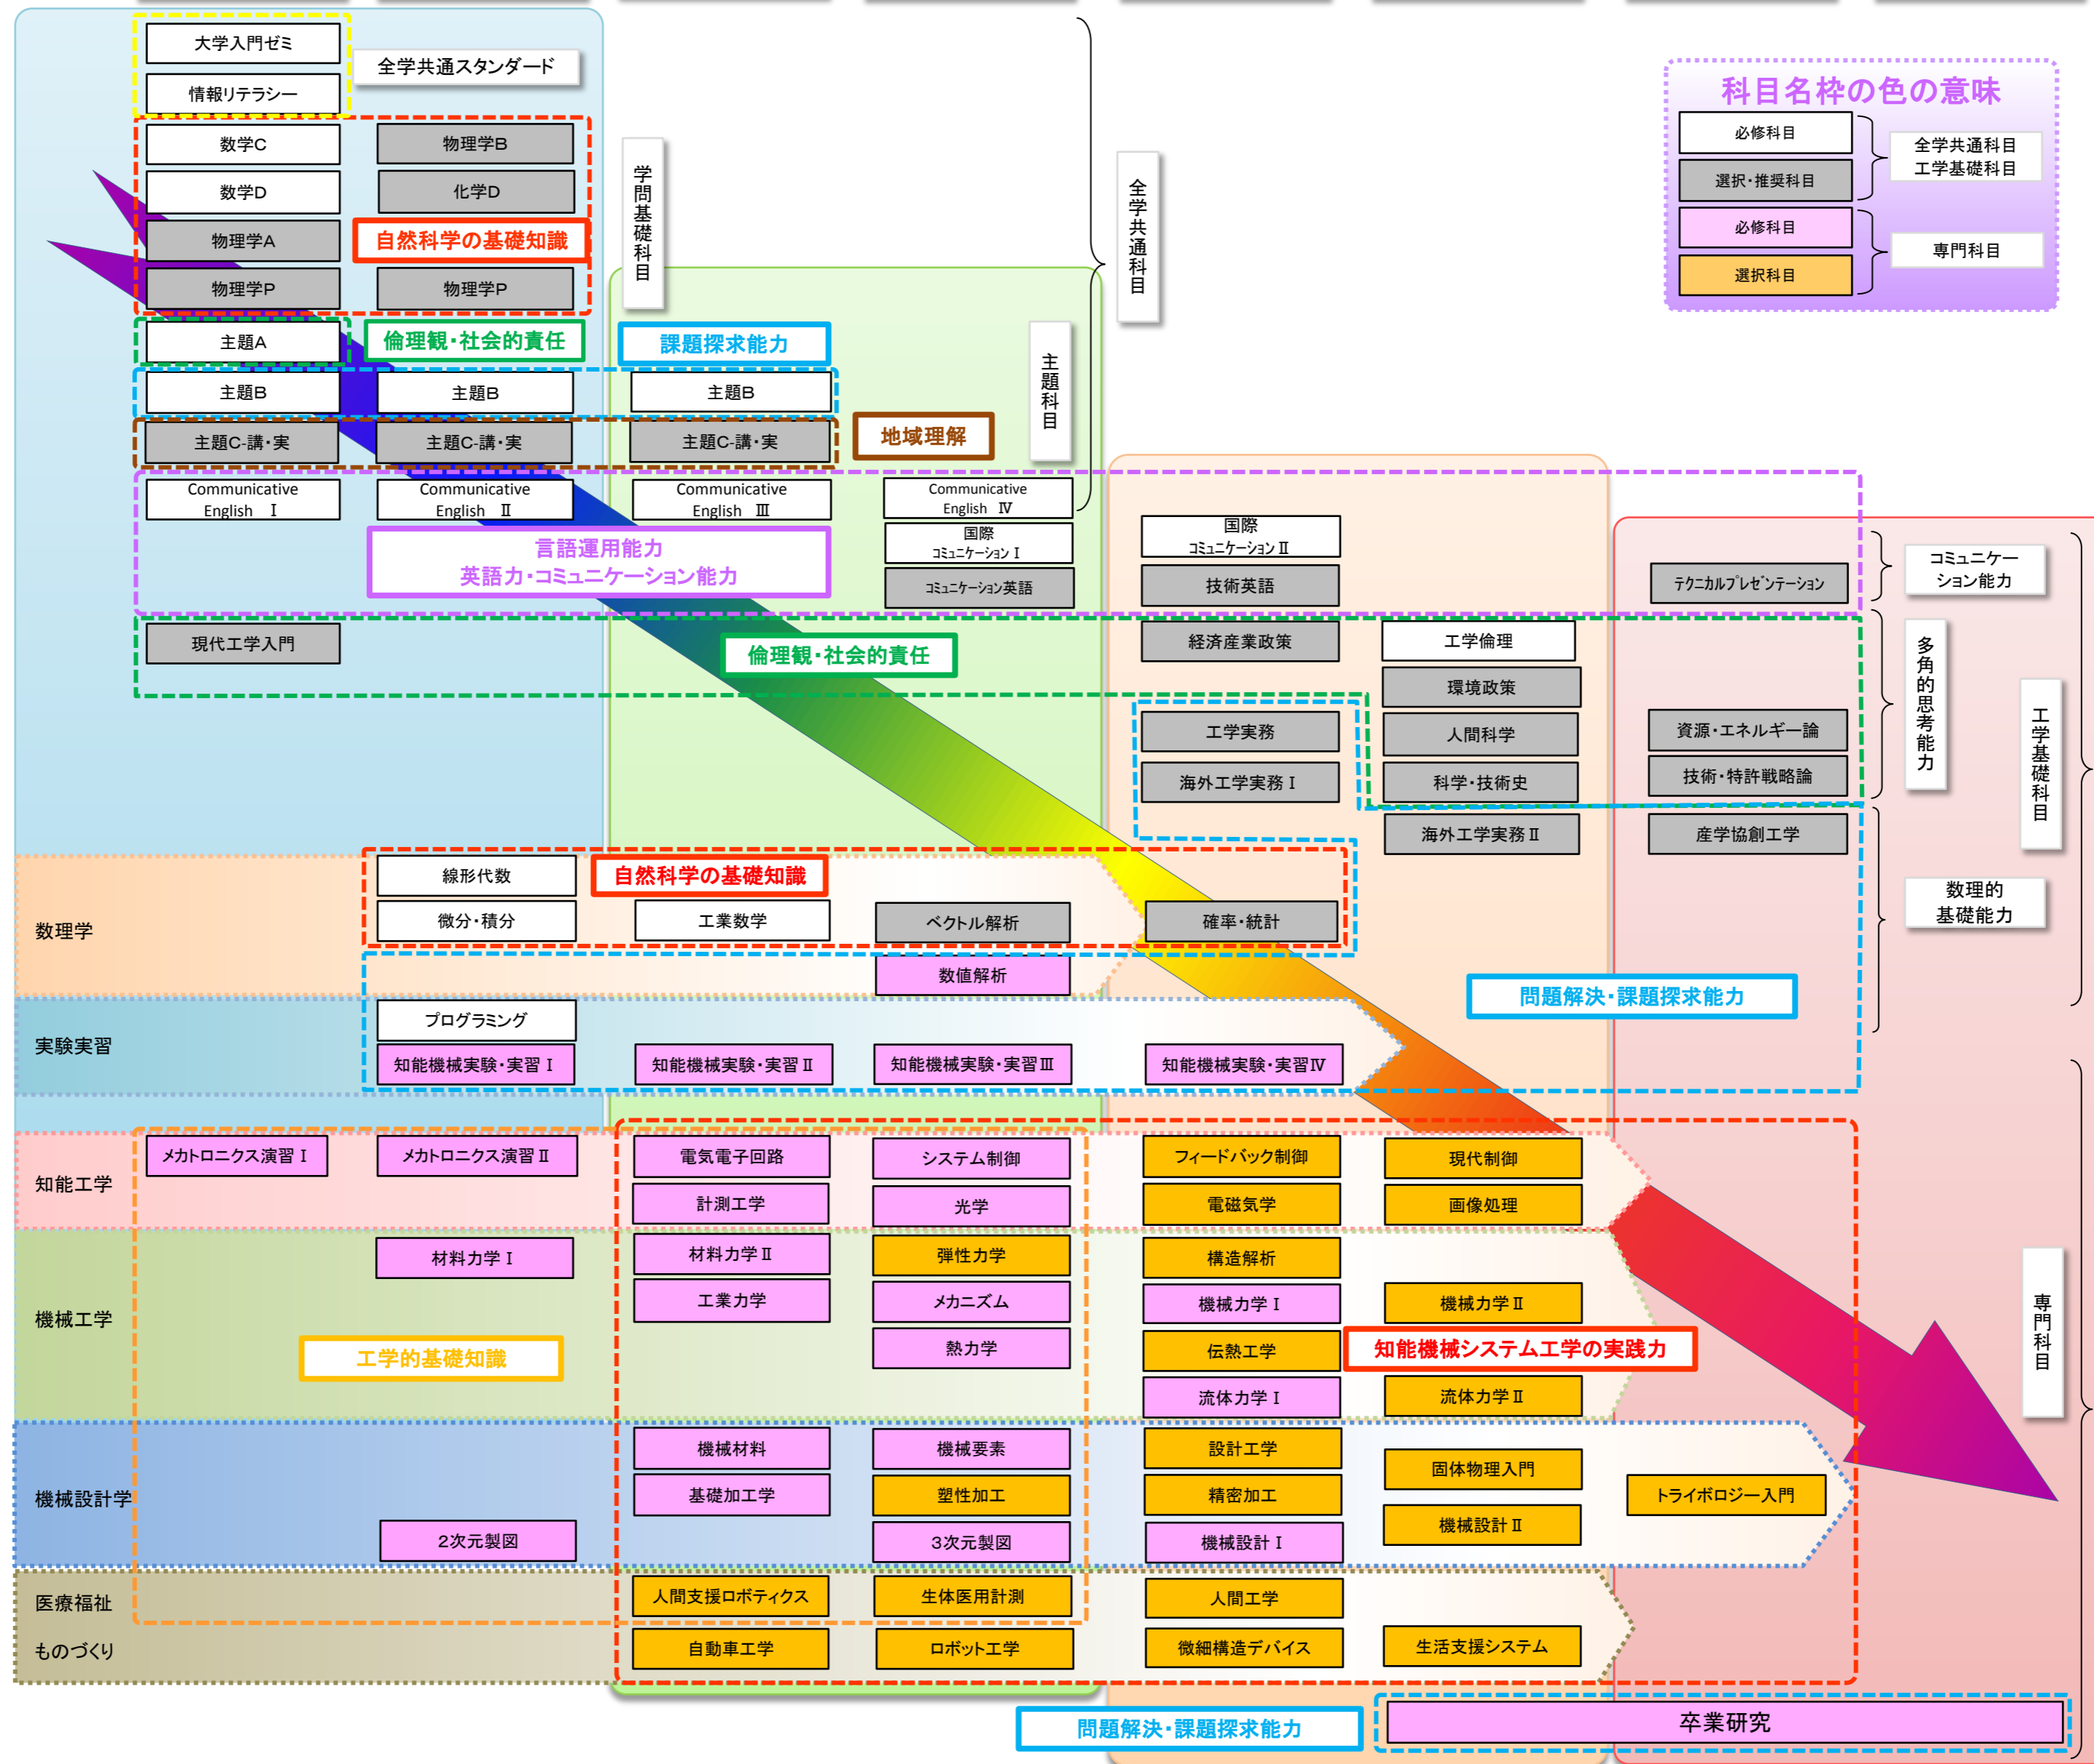 大学入門ゼミ
全学共通スタンダード
情報リテラシー
科目名枠の色の意味
必修科目
選択・推奨科目
全学共通科目
工学基礎科目
必修科目
選択科目
専門科目
数学C
物理学B
数学D
化学D
物理学A
自然科学の基礎知識
物理学P
物理学P
学問基礎科目
全学共通科目
主題A
倫理観・社会的責任
課題探求能力
主題B
主題B
主題B
主題科目
主題C-講・実
主題C-講・実
主題C-講・実
地域理解
Communicative
English Ⅰ
Communicative
English Ⅱ
Communicative
English Ⅲ
Communicative
English Ⅳ
言語運用能力
英語力・コミュニケーション能力
国際
コミュニケーションⅠ
コミュニケーション英語
国際
コミュニケーションⅡ
技術英語
テクニカルプレゼンテーション
コミュニケー
ション能力
現代工学入門
倫理観・社会的責任
経済産業政策
工学倫理
環境政策
工学実務
人間科学
資源・エネルギー論
海外工学実務Ⅰ
科学・技術史
技術・特許戦略論
多角的思考能力
工学基礎科目
海外工学実務Ⅱ
産学協創工学
数理学
線形代数
自然科学の基礎知識
微分・積分
工業数学
ベクトル解析
確率・統計
数理的
基礎能力
数値解析
問題解決・課題探求能力
実験実習
プログラミング
知能機械実験・実習Ⅰ
知能機械実験・実習Ⅱ
知能機械実験・実習Ⅲ
知能機械実験・実習Ⅳ
知能工学
メカトロニクス演習Ⅰ
メカトロニクス演習Ⅱ
電気電子回路
システム制御
フィードバック制御
現代制御
計測工学
光学
電磁気学
画像処理
機械工学
材料力学Ⅰ
材料力学Ⅱ
弾性力学
構造解析
工業力学
メカニズム
機械力学Ⅰ
機械力学Ⅱ
工学的基礎知識
熱力学
伝熱工学
知能機械システム工学の実践力
流体力学Ⅰ
流体力学Ⅱ
専門科目
機械設計学
機械材料
機械要素
設計工学
固体物理入門
基礎加工学
塑性加工
精密加工
トライボロジー入門
2次元製図
3次元製図
機械設計Ⅰ
機械設計Ⅱ
医療福祉
人間支援ロボティクス
生体医用計測
人間工学
ものづくり
自動車工学
ロボット工学
微細構造デバイス
生活支援システム
問題解決・課題探求能力
卒業研究